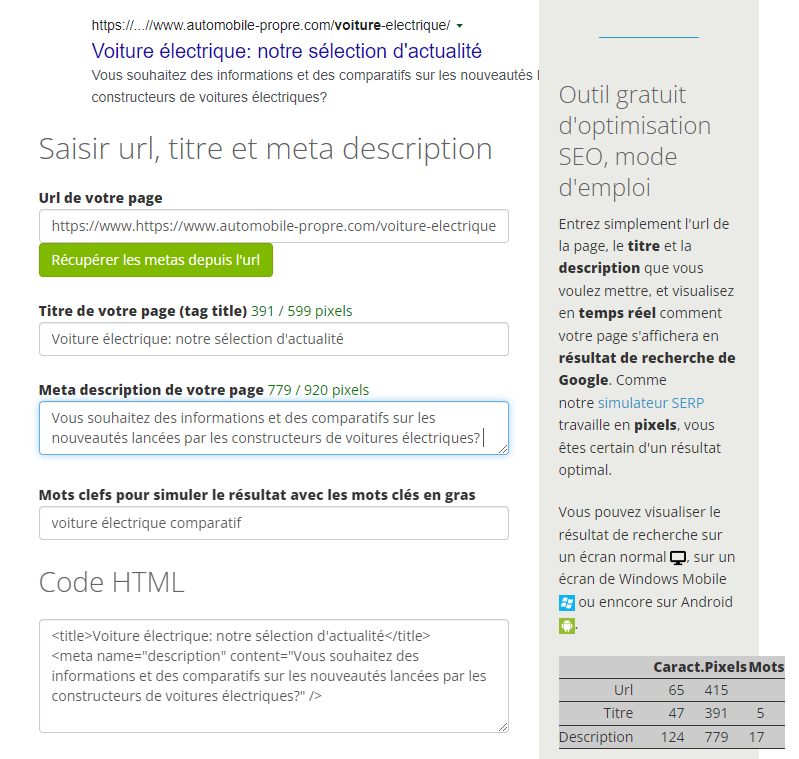 https://...//www.automobile-propre.com/voiture-electrique/
Voiture électrique: notre sélection d'actualité
Vous souhaitez des informations et des comparatifs sur les nouveautés l
constructeurs de voitures électriques?
Saisir url, titre et meta description
Url de votre page
https://www.https://www.automobile-propre.com/voiture-electrique
Récupérer les metas depuis l'url
Titre de votre page (tag title) 391 / 599 pixels
Voiture électrique: notre sélection d'actualité
Meta description de votre page 779 / 920 pixels
Vous souhaitez des informations et des comparatifs sur les
nouveautés lancées par les constructeurs de voitures électriques?
Mots clefs pour simuler le résultat avec les mots clés en gras
voiture électrique comparatif
Code HTML
<title>Voiture électrique: notre sélection d'actualité</title>
<meta name="description" content="Vous souhaitez des
informations et des comparatifs sur les nouveautés lancées par les
constructeurs de voitures électriques?" />
Outil gratuit
d'optimisation
SEO, mode
d'emploi
Entrez simplement l'url de
la page, le titre et la
description que vous
voulez mettre, et visualisez
en temps réel comment
votre page s'affichera en
résultat de recherche de
Google. Comme
notre simulateur SERP
travaille en pixels, vous
êtes certain d'un résultat
optimal.
Vous pouvez visualiser le
résultat de recherche sur
un écran normal , sur un
écran de Windows Mobile
ou enncore sur Android
.
Caract. Pixels Mots
Url 65 415
Titre 47 391 5
Description 124 779 17